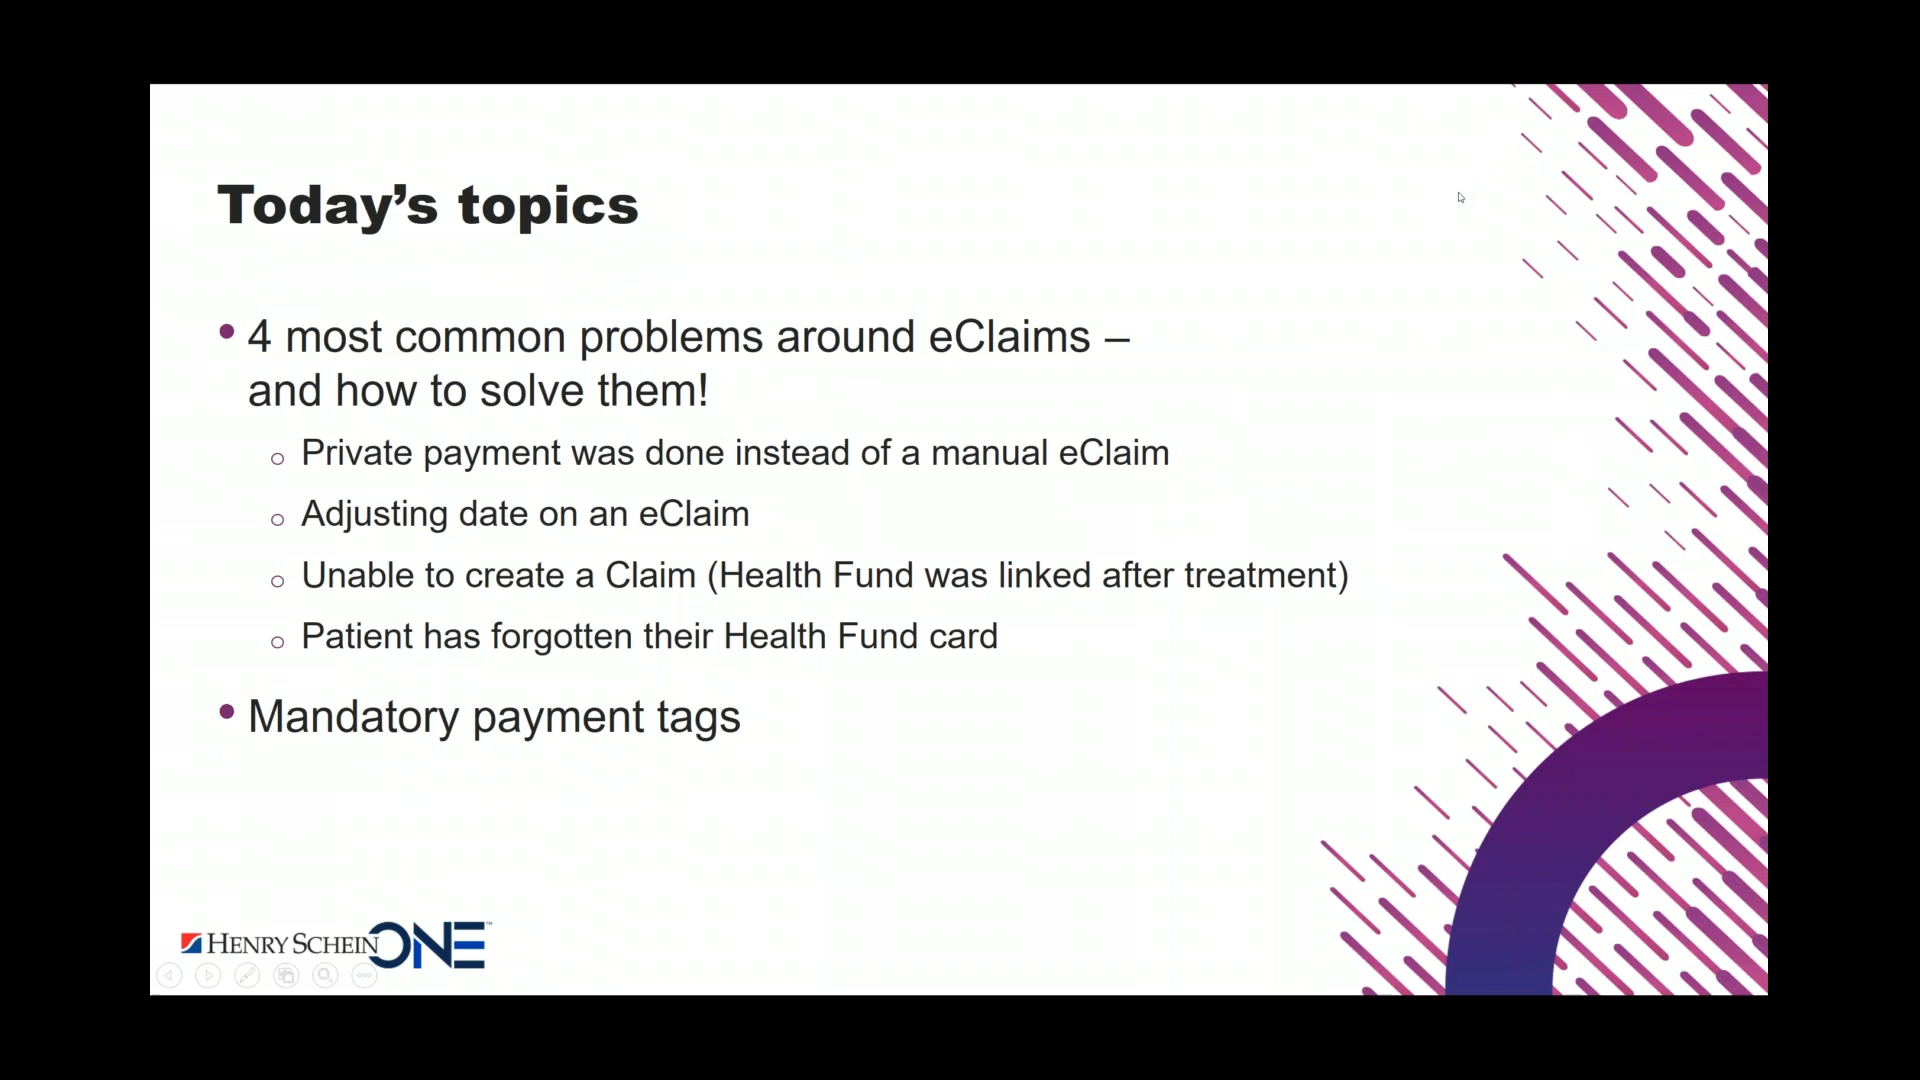 Today’s topics
• 4 most common problems around eClaims –
and how to solve them!
o Private payment was done instead of a manual eClaim
o Adjusting date on an eClaim
o Unable to create a Claim (Health Fund was linked after treatment)
o Patient has forgotten their Health Fund card
• Mandatory payment tags
HENRY SCHEIN ONE™